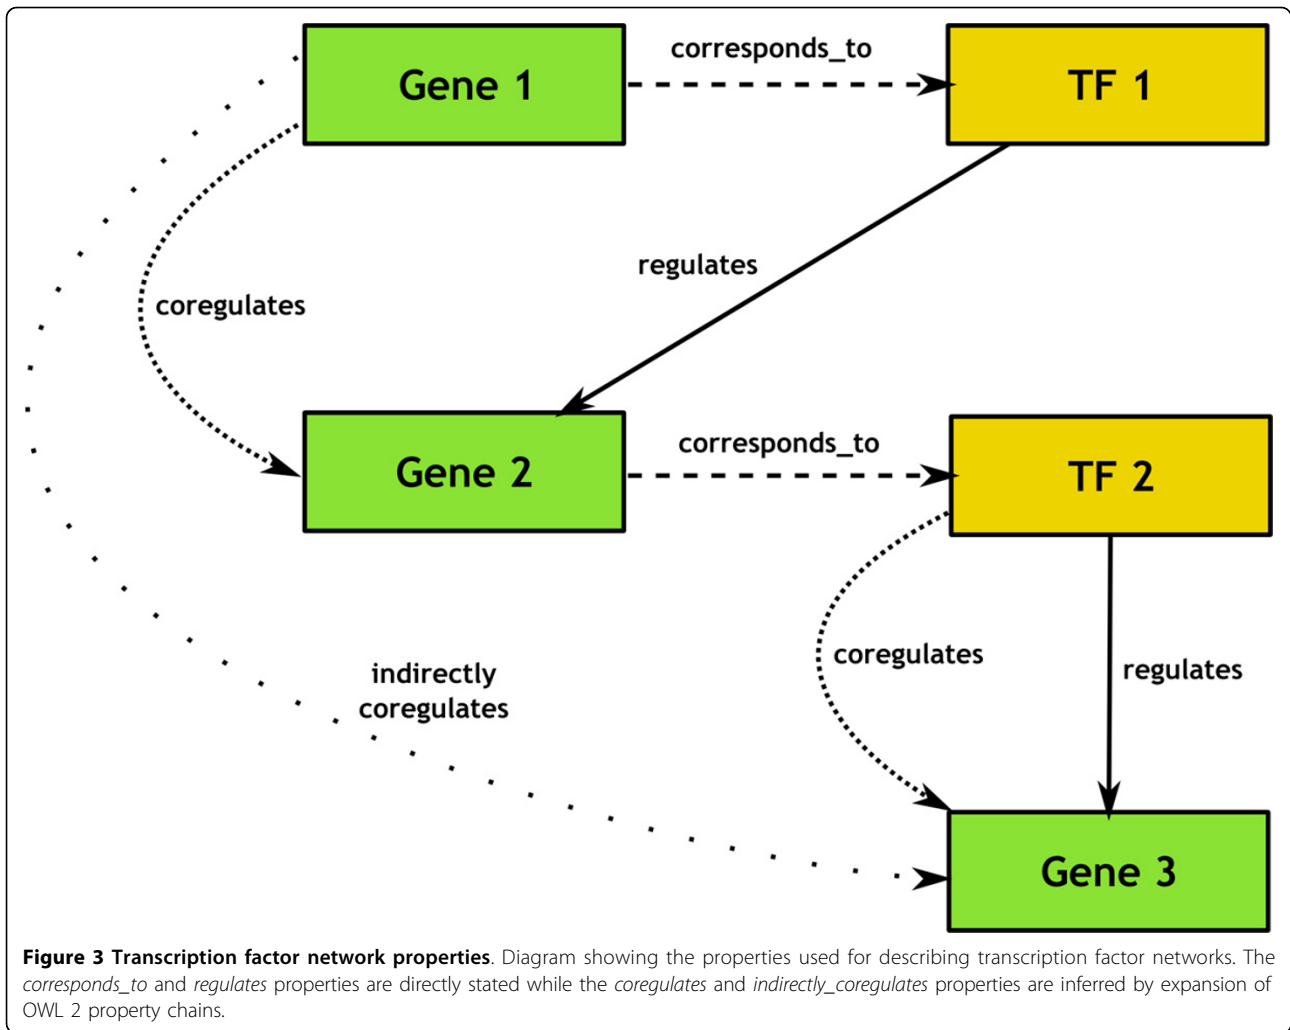 Gene 1
corresponds_to
TF 1
regulates
coregulates
Gene 2
corresponds_to
TF 2
coregulates
regulates
indirectly
coregulates
Gene 3
Figure 3 Transcription factor network properties. Diagram showing the properties used for describing transcription factor networks. The
corresponds_to and regulates properties are directly stated while the coregulates and indirectly_coregulates properties are inferred by expansion of
OWL 2 property chains.